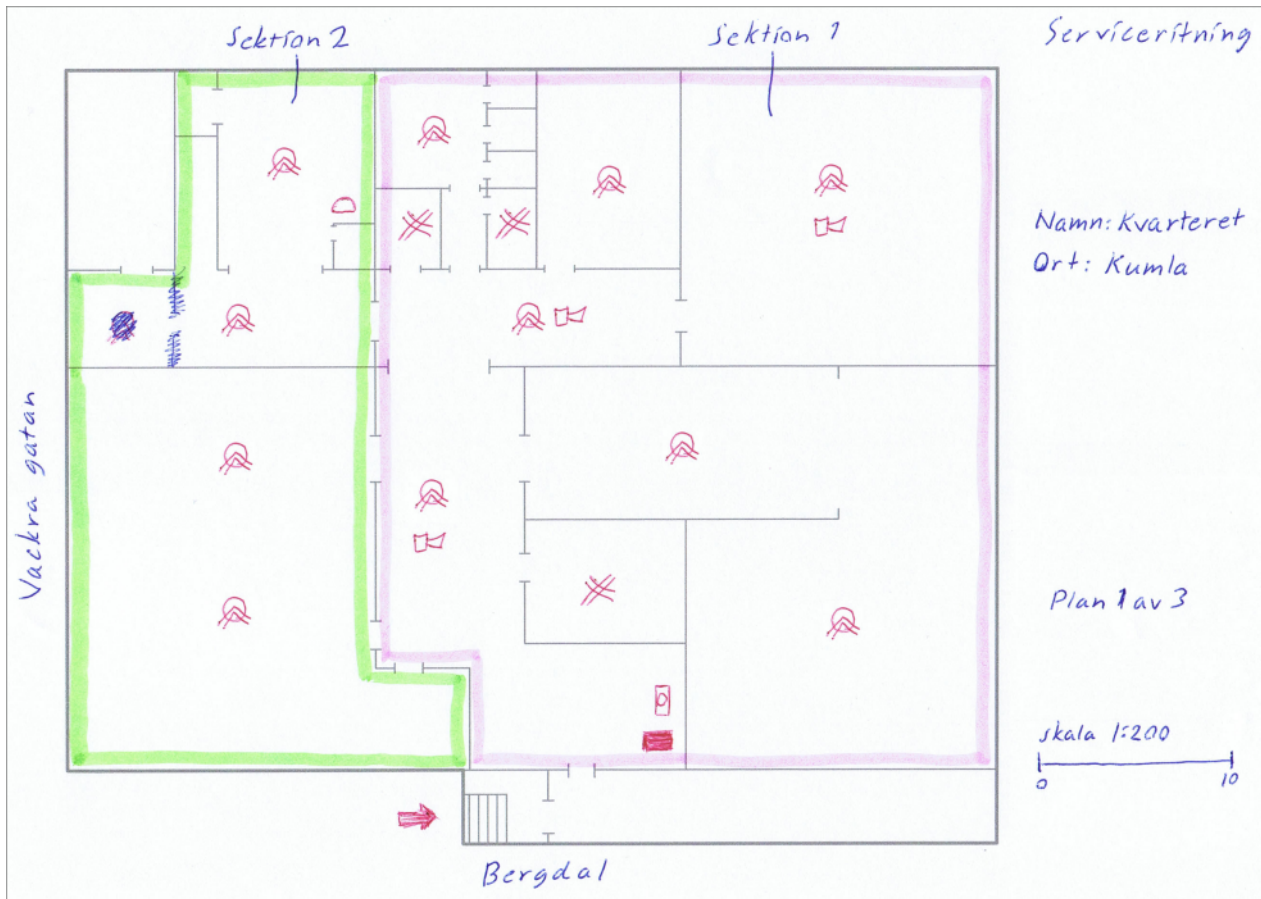 Sektion 2
Sektion 1
Serviceritning
Namn: Kvarteret
Ort: Kumla
Vackra gatan
Plan 1 av 3
skala 1:200
0 10
Bergdal